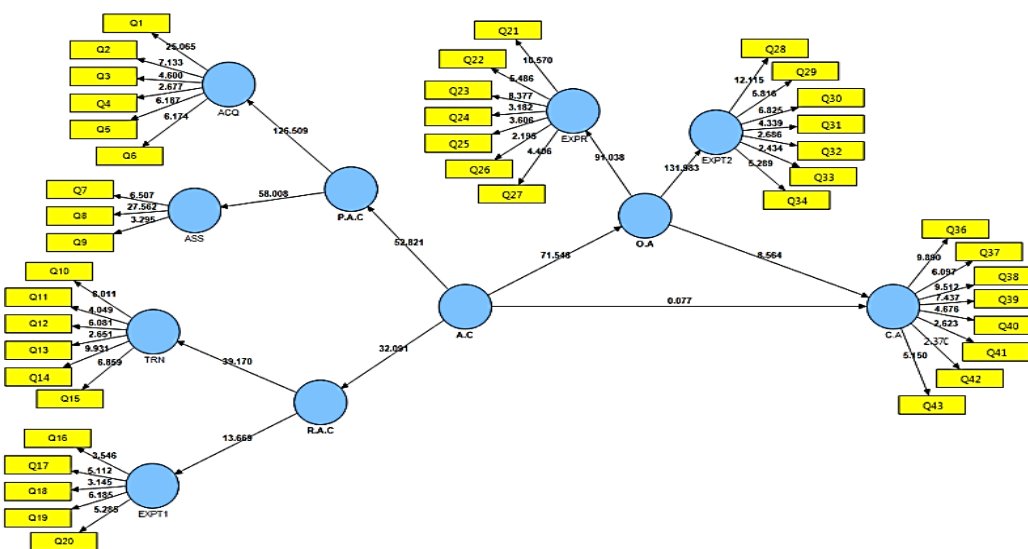 Q1
Q2
Q3
Q4
Q5
Q6
25.065
7.133
4.600
2.677
6.187
6.174
ACQ
126.509
Q7
Q8
Q9
6.507
27.562
3.295
ASS
58.008
P.A.C
52.821
Q10
Q11
Q12
Q13
Q14
Q15
6.011
4.049
6.081
2.651
9.931
6.859
TRN
39.170
Q16
Q17
Q18
Q19
Q20
3.546
5.112
3.145
6.185
5.285
EXPT1
13.669
R.A.C
32.091
A.C
71.546
0.077
Q21
Q22
Q23
Q24
Q25
Q26
Q27
10.570
5.486
8.377
3.182
3.606
2.195
4.406
EXPR
91.038
Q28
Q29
Q30
Q31
Q32
Q33
Q34
12.115
5.816
6.825
4.339
2.686
2.434
5.289
EXPT2
131.983
O.A
8.564
Q36
Q37
Q38
Q39
Q40
Q41
Q42
Q43
9.890
6.097
9.512
7.437
4.676
2.623
2.370
5.150
C.A